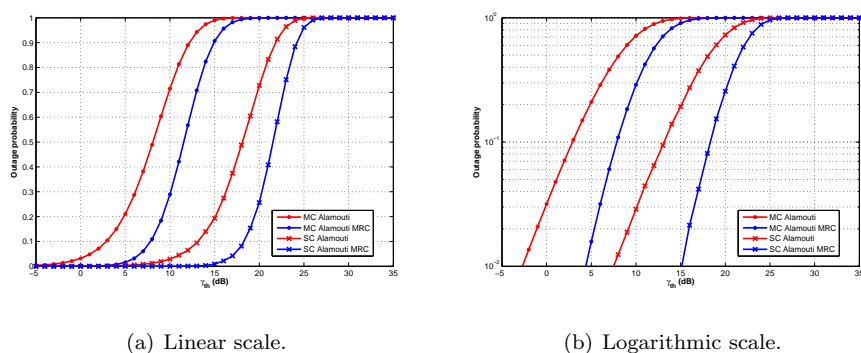 1
0.9
0.8
0.7
0.6
0.5
0.4
0.3
0.2
0.1
0
Outage probability
−5 0 5 10 15 20 25 30 35
γth (dB)
MC Alamouti
MC Alamouti MRC
SC Alamouti
SC Alamouti MRC
(a) Linear scale.
10^0
10^−1
10^−2
Outage probability
−5 0 5 10 15 20 25 30 35
γth (dB)
MC Alamouti
MC Alamouti MRC
SC Alamouti
SC Alamouti MRC
(b) Logarithmic scale.